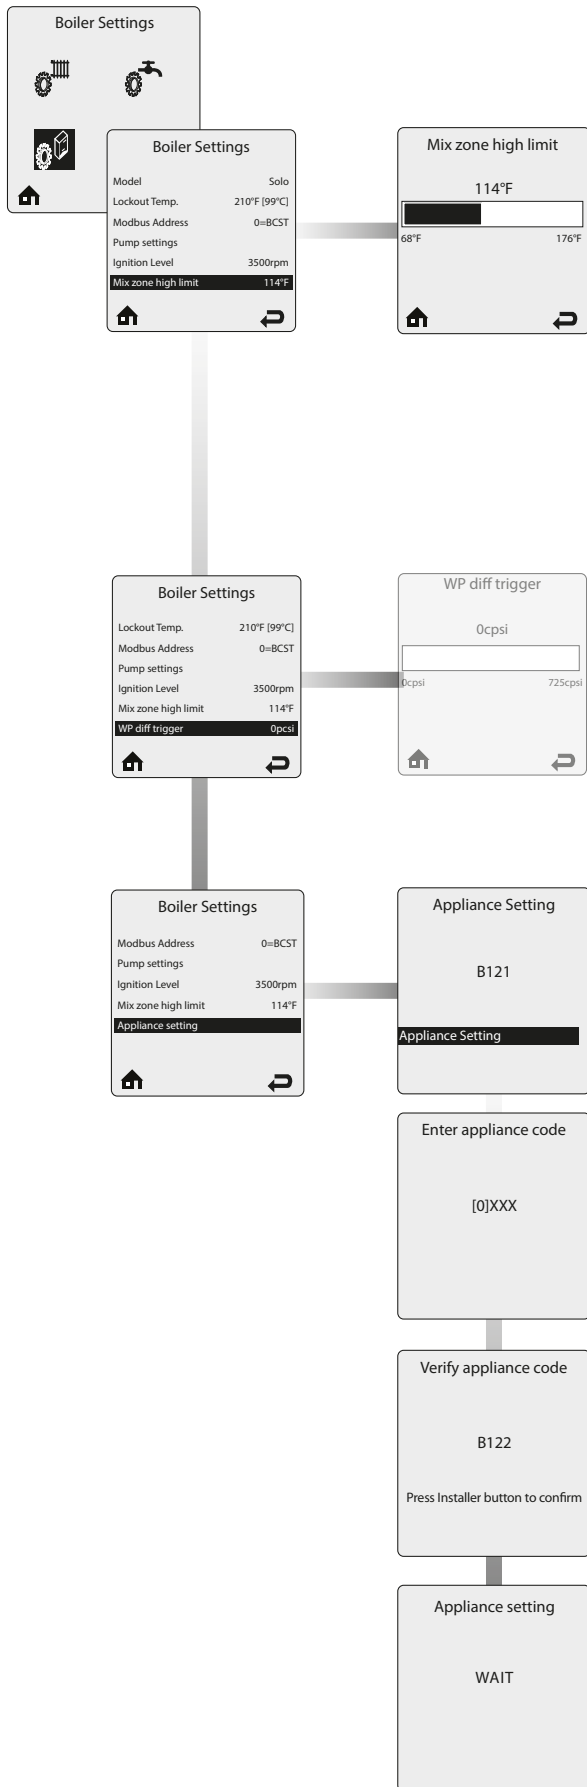 Boiler Settings
Boiler Settings
Model Solo
Lockout Temp. 210°F [99°C]
Modbus Address 0=BCST
Pump settings
Ignition Level 3500rpm
Mix zone high limit 114°F
Mix zone high limit
114°F
68°F 176°F
Boiler Settings
Lockout Temp. 210°F [99°C]
Modbus Address 0=BCST
Pump settings
Ignition Level 3500rpm
Mix zone high limit 114°F
WP diff trigger 0pcsi
WP diff trigger
0cpsi
0cpsi 725cpsi
Boiler Settings
Modbus Address 0=BCST
Pump settings
Ignition Level 3500rpm
Mix zone high limit 114°F
Appliance setting
Appliance Setting
B121
Appliance Setting
Enter appliance code
[0]XXX
Verify appliance code
B122
Press Installer button to confirm
Appliance setting
WAIT